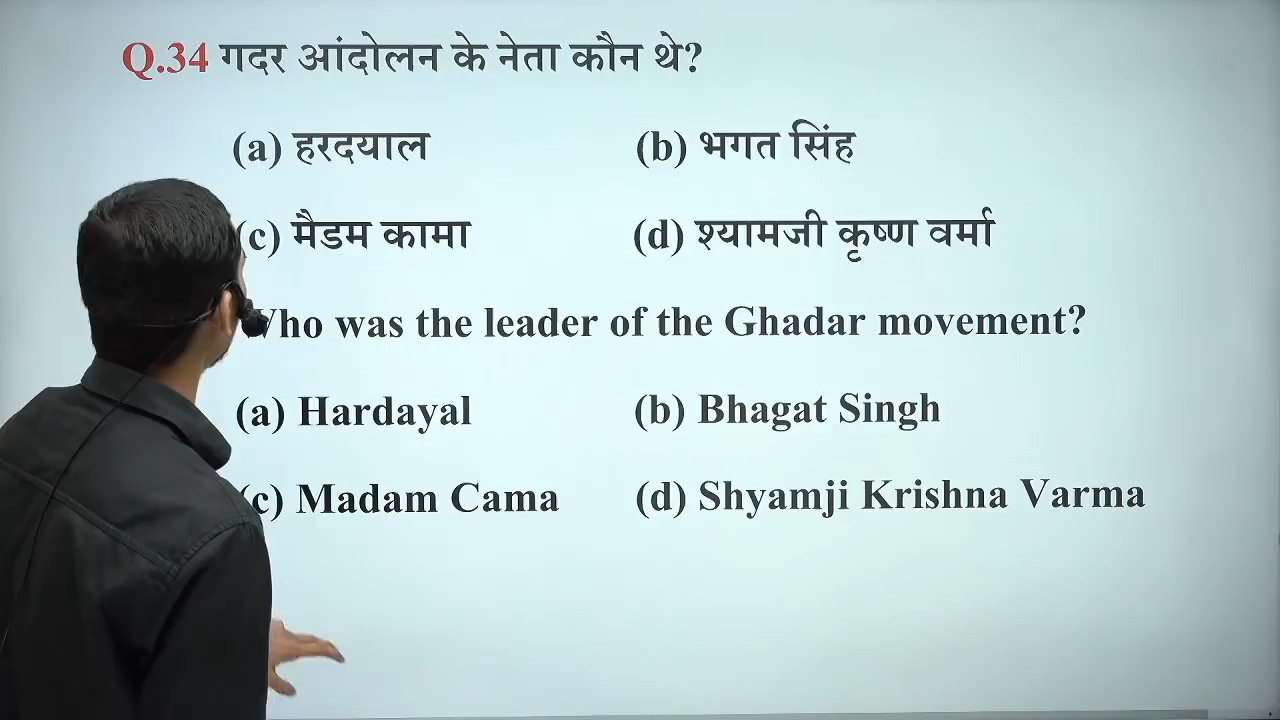 Q.34 गदर आंदोलन के नेता कौन थे?
(a) हरदयाल (b) भगत सिंह
(c) मैडम कामा (d) श्यामजी कृष्ण वर्मा
Who was the leader of the Ghadar movement?
(a) Hardayal (b) Bhagat Singh
(c) Madam Cama (d) Shyamji Krishna Varma